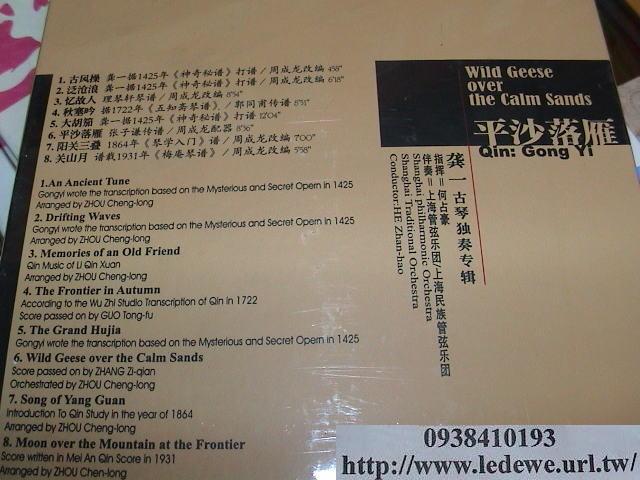 1. 古风操 龚一据1425年《神奇秘谱》打谱/周成龙改编 4'58"
2. 泛沧浪 龚一据1425年《神奇秘谱》打谱/周成龙改编 6'18"
3. 忆故人 理琴轩琴谱/周成龙改编 8'54"
4. 秋塞吟 据1722年《五知斋琴谱》/郭同甫传谱 8'51"
5. 大胡笳 龚一据1425年《神奇秘谱》打谱 12'04"
6. 平沙落雁 张子谦传谱/周成龙配器 8'56"
7. 阳关三叠 1864年《琴学入门》谱/周成龙改编 7'00"
8. 关山月 谱载1931年《梅庵琴谱》/周成龙改编 5'58"
1.An Ancient Tune
Gongyi wrote the transcription based on the Mysterious and Secret Opern in 1425
Arranged by ZHOU Cheng-long
2. Drifting Waves
Gongyi wrote the transcription based on the Mysterious and Secret Opern in 1425
Arranged by ZHOU Cheng-long
3. Memories of an Old Friend
Qin Music of Li Qin Xuan
Arranged by ZHOU Cheng-long
4. The Frontier in Autumn
According to the Wu Zhi Studio Transcription of Qin in 1722
Score passed on by GUO Tong-fu
5. The Grand Hujia
Gongyi wrote the transcription based on the Mysterious and Secret Opern in 1425
6. Wild Geese over the Calm Sands
Score passed on by ZHANG Zi-qian
Orchestrated by ZHOU Cheng-long
7. Song of Yang Guan
Introduction To Qin Study in the year of 1864
Arranged by ZHOU Cheng-long
8. Moon over the Mountain at the Frontier
Score written in Mei An Qin Score in 1931
Arranged by ZHOU Chen-long
Wild Geese
over
the Calm Sands
平沙落雁
Qin: Gong Yi
龚一古琴独奏专辑
指挥=何占豪
伴奏=上海管弦乐团/上海民族管弦乐团
Shanghai philharmonic Orchestra
Shanghai Traditional Orchestra
Conductor:HE Zhan-hao
0938410193
http://www.ledewe.url.tw/